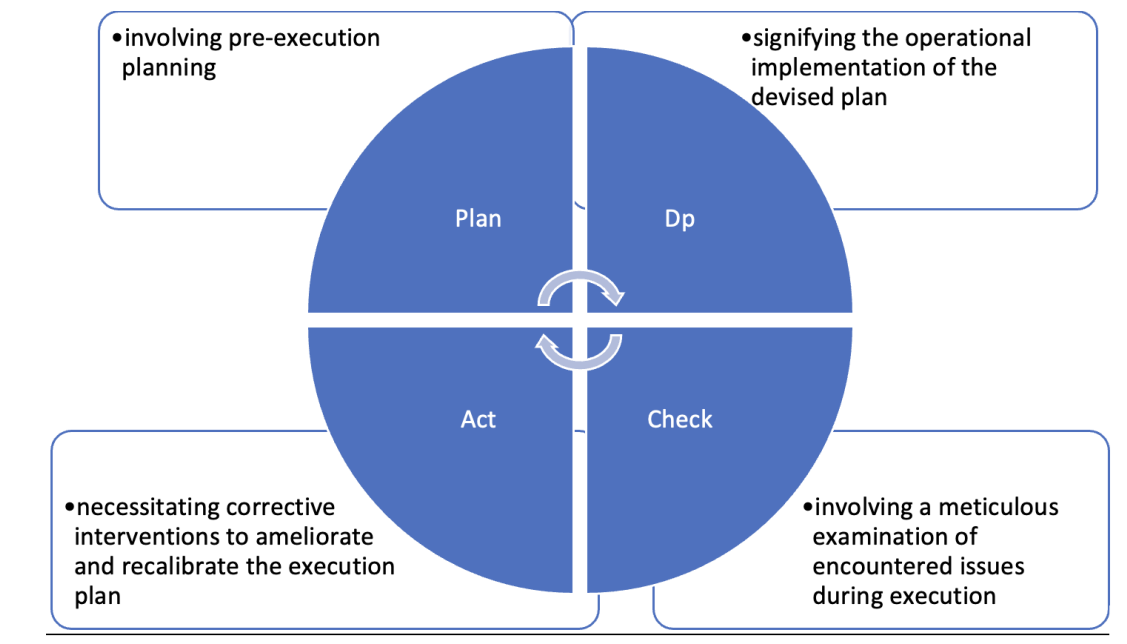 •involving pre-execution
planning
•signifying the operational
implementation of the
devised plan
Plan
Dp
Act
Check
•necessitating corrective
interventions to ameliorate
and recalibrate the execution
plan
•involving a meticulous
examination of
encountered issues
during execution